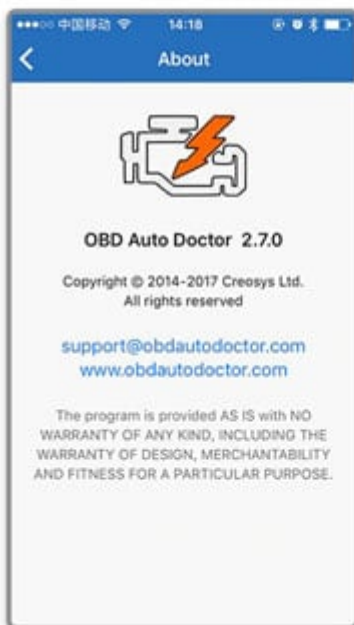 中国移动 14:18
About
OBD Auto Doctor 2.7.0
Copyright © 2014-2017 Creosys Ltd.
All rights reserved
support@obdautodoctor.com
www.obdautodoctor.com
The program is provided AS IS with NO
WARRANTY OF ANY KIND, INCLUDING THE
WARRANTY OF DESIGN, MERCHANTABILITY
AND FITNESS FOR A PARTICULAR PURPOSE.